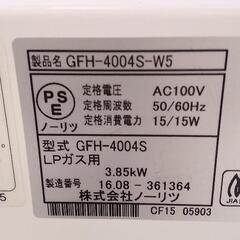 製品名 GFH-4004S-W5
PSE
ノーリツ
定格電圧 AC100V
定格周波数 50/60Hz
定格消費電力 15/15W
型式 GFH-4004S
LPガス用
3.85kW
製造番号 16.08-361364
株式会社ノーリツ
CF15 05903
JIA
5